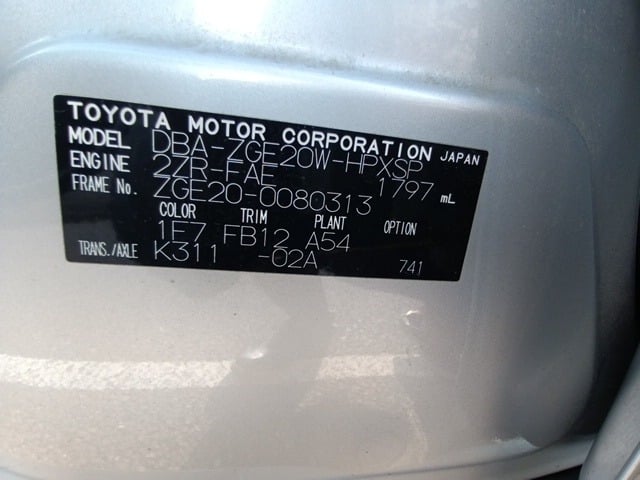 TOYOTA MOTOR CORPORATION JAPAN
MODEL DBA-ZGE20W-HPXSP
ENGINE 2ZR-FAE 1797 mL
FRAME No. ZGE20-0080313
COLOR TRIM PLANT OPTION
1F7 FB12 A54
TRANS./AXLE K311 -02A 741